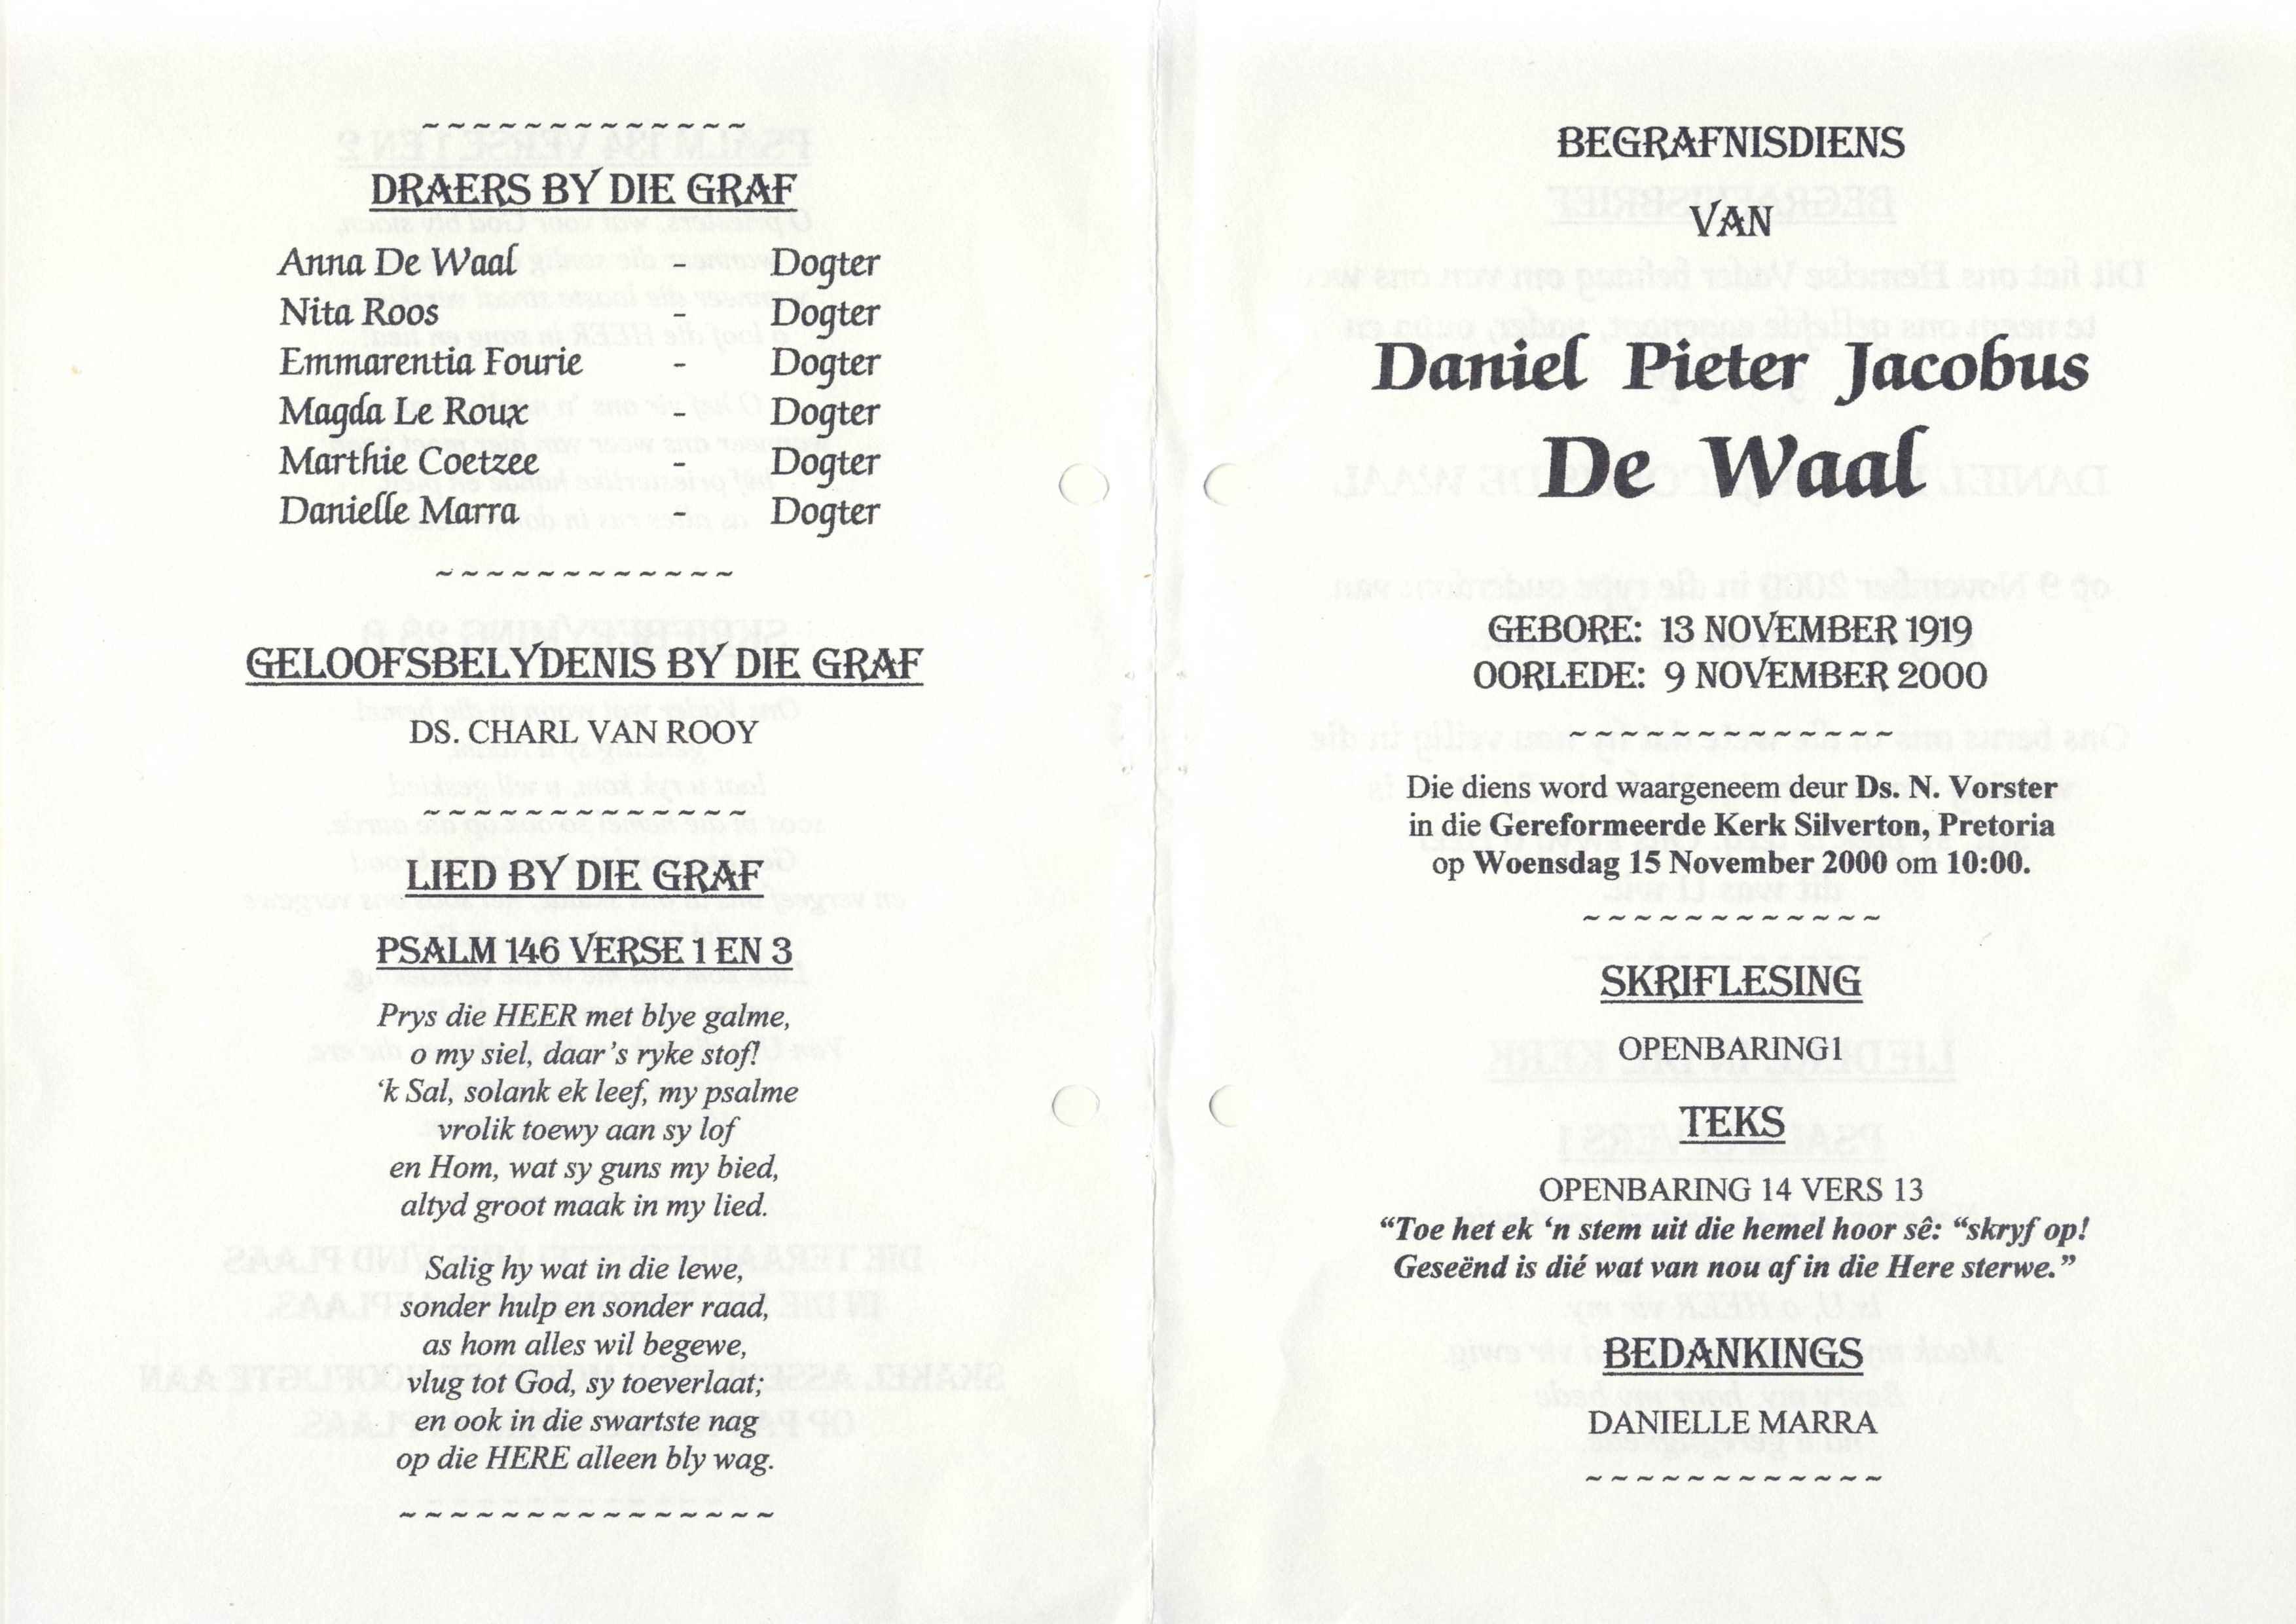 ~~~~~~~~~~~~~
DRAERS BY DIE GRAF
Anna De Waal - Dogter
Nita Roos - Dogter
Emmarentia Fourie - Dogter
Magda Le Roux - Dogter
Marthie Coetzee - Dogter
Danielle Marra - Dogter
~~~~~~~~~~~~
GELOOFSBELYDENIS BY DIE GRAF
DS. CHARL VAN ROOY
~~~~~~~~~~~~~
LIED BY DIE GRAF
PSALM 146 VERSE 1 EN 3
Prys die HEER met blye galme,
o my siel, daar's ryke stof!
‘k Sal, solank ek leef, my psalme
vrolik toewy aan sy lof
en Hom, wat sy guns my bied,
altyd groot maak in my lied.
Salig hy wat in die lewe,
sonder hulp en sonder raad,
as hom alles wil begewe,
vlug tot God, sy toeverlaat;
en ook in die swartste nag
op die HERE alleen bly wag.
~~~~~~~~~~~~~~~
BEGRAFNISDIENS
VAN
Daniel Pieter Jacobus
De Waal
GEBORE: 13 NOVEMBER 1919
OORLEDE: 9 NOVEMBER 2000
~~~~~~~~~~~~~
Die diens word waargeneem deur Ds. N. Vorster
in die Gereformeerde Kerk Silverton, Pretoria
op Woensdag 15 November 2000 om 10:00.
~~~~~~~~~~~~
SKRIFLESING
OPENBARING1
TEKS
OPENBARING 14 VERS 13
“Toe het ek ‘n stem uit die hemel hoor sê: “skryf op!
Geseënd is dié wat van nou af in die Here sterwe.”
BEDANKINGS
DANIELLE MARRA
~~~~~~~~~~~~